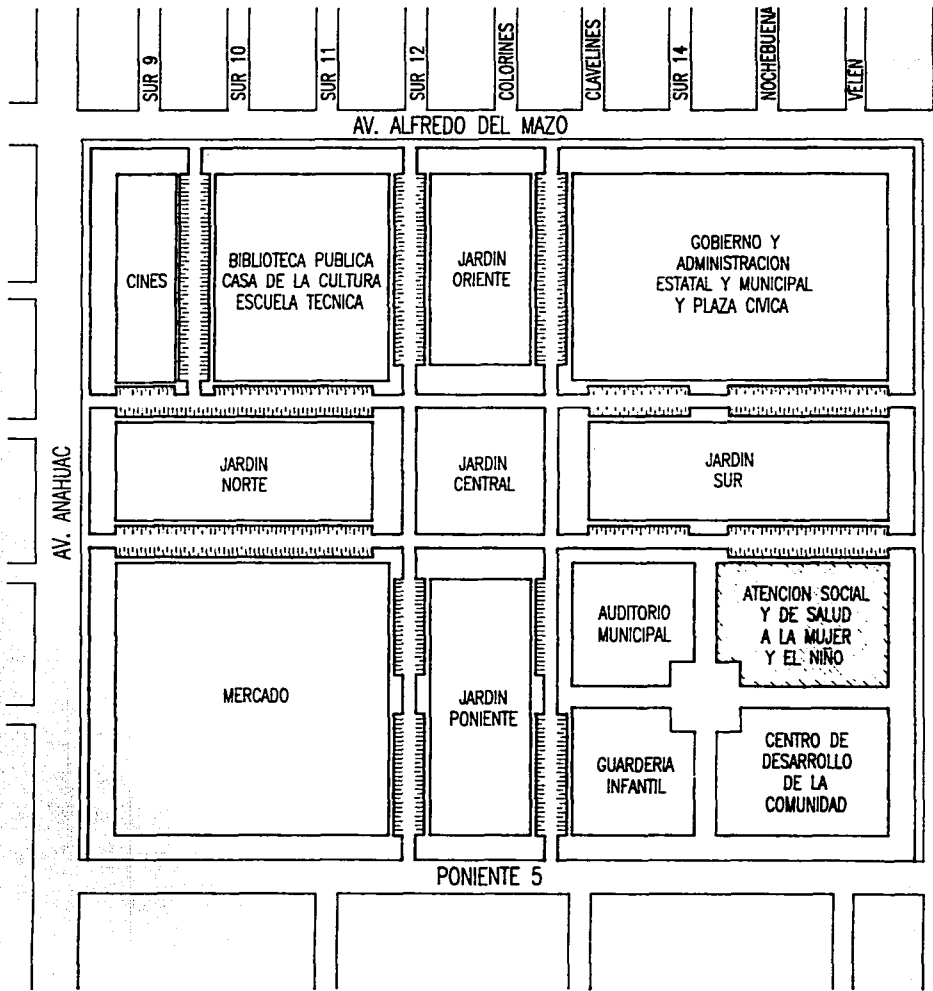 SUR 9
SUR 10
SUR 11
SUR 12
COLORINES
CLAVELINES
SUR 14
NOCHEBUENA
VELEN
AV. ALFREDO DEL MAZO
CINES
BIBLIOTECA PUBLICA
CASA DE LA CULTURA
ESCUELA TECNICA
JARDIN
ORIENTE
GOBIERNO Y
ADMINISTRACION
ESTATAL Y MUNICIPAL
Y PLAZA CIVICA
AV. ANAHUAC
JARDIN
NORTE
JARDIN
CENTRAL
JARDIN
SUR
MERCADO
JARDIN
PONIENTE
AUDITORIO
MUNICIPAL
ATENCION SOCIAL
Y DE SALUD
A LA MUJER
Y EL NIÑO
GUARDERIA
INFANTIL
CENTRO DE
DESARROLLO
DE LA
COMUNIDAD
PONIENTE 5